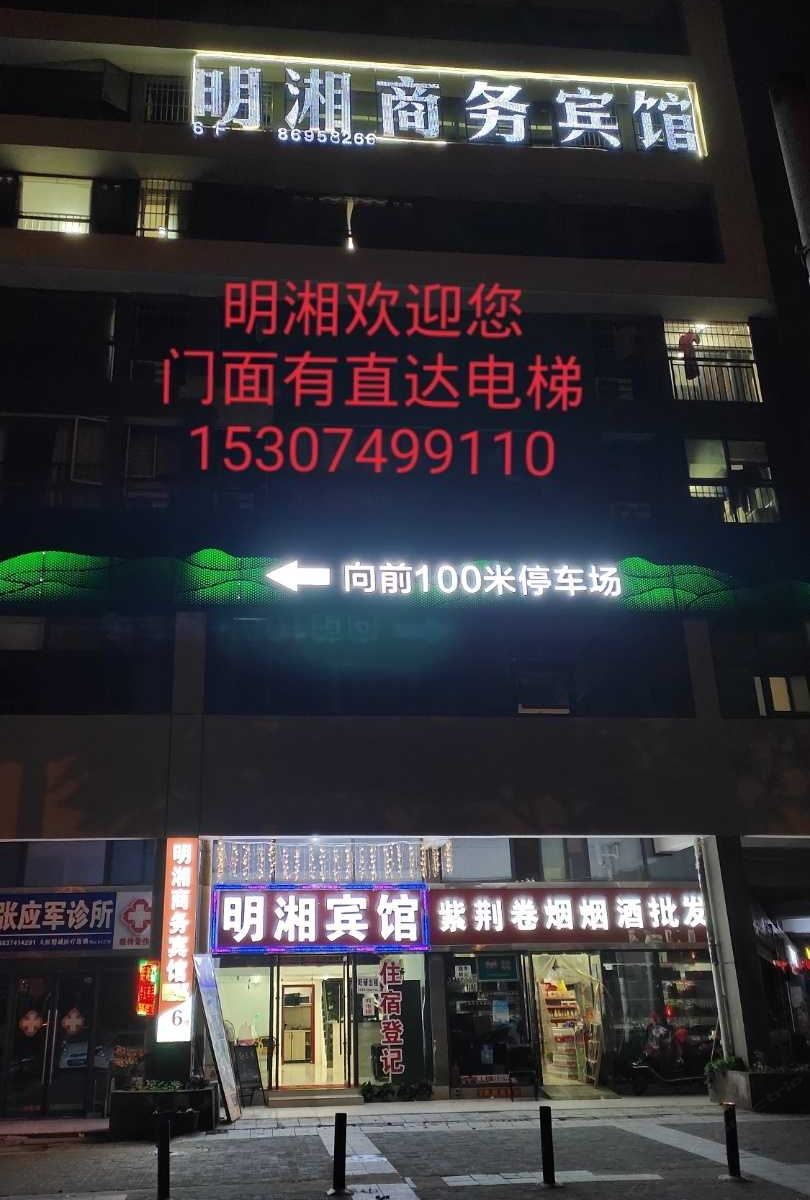 明湘商务宾馆
6F 86958266
明湘欢迎您
门面有直达电梯
15307499110
向前100米停车场
张应军诊所
明湘商务宾馆
6
明湘宾馆
紫荆卷烟烟酒批发
住宿登记